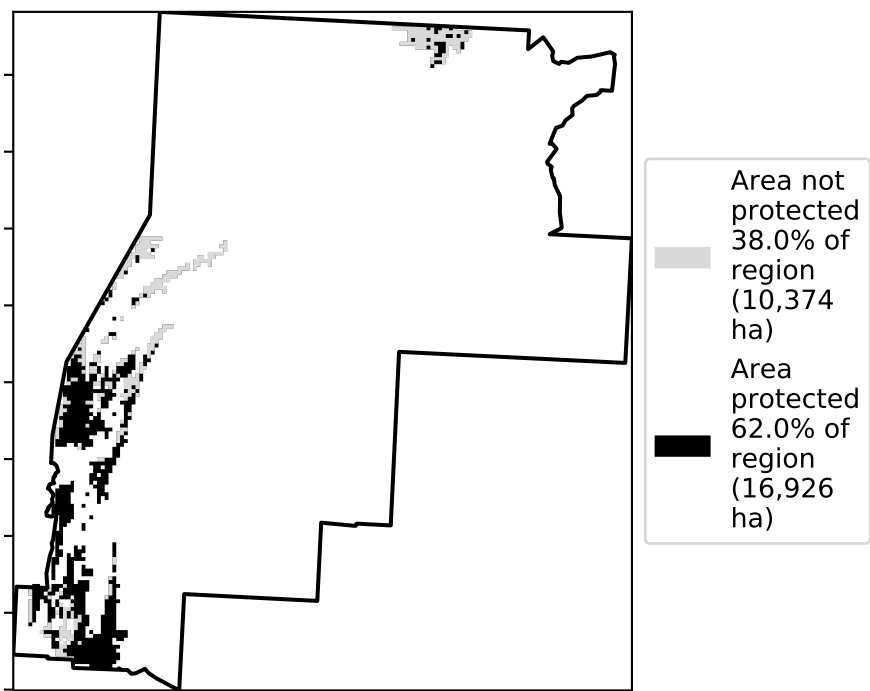 Area not
protected
38.0% of
region
(10,374
ha)
Area
protected
62.0% of
region
(16,926
ha)